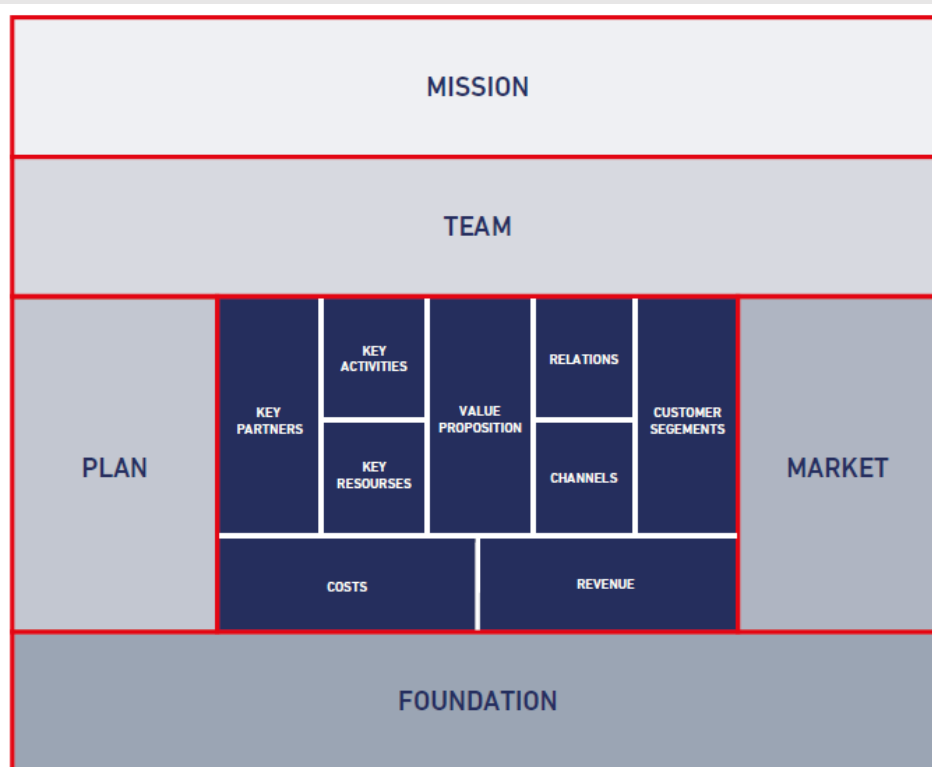 MISSION
TEAM
PLAN
KEY
PARTNERS
KEY
ACTIVITIES
KEY
RESOURSES
VALUE
PROPOSITION
RELATIONS
CHANNELS
CUSTOMER
SEGEMENTS
COSTS
REVENUE
MARKET
FOUNDATION